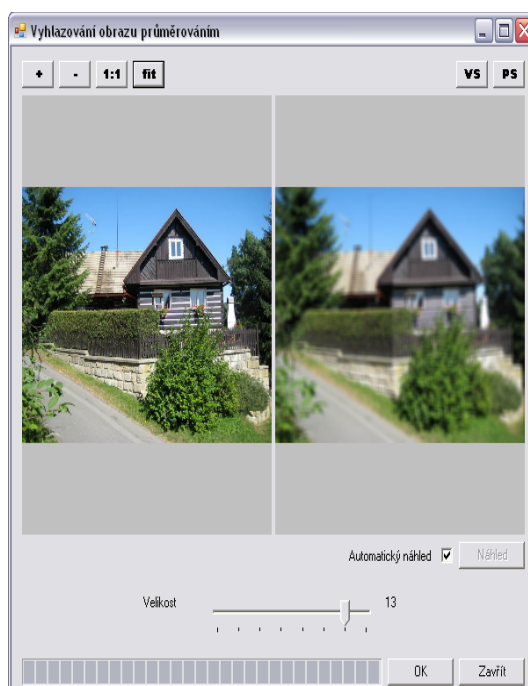 Vyhlazování obrazu průměrováním
+ - 1:1 fit VS PS
Automatický náhled Náhled
Velikost 13
OK Zavřít